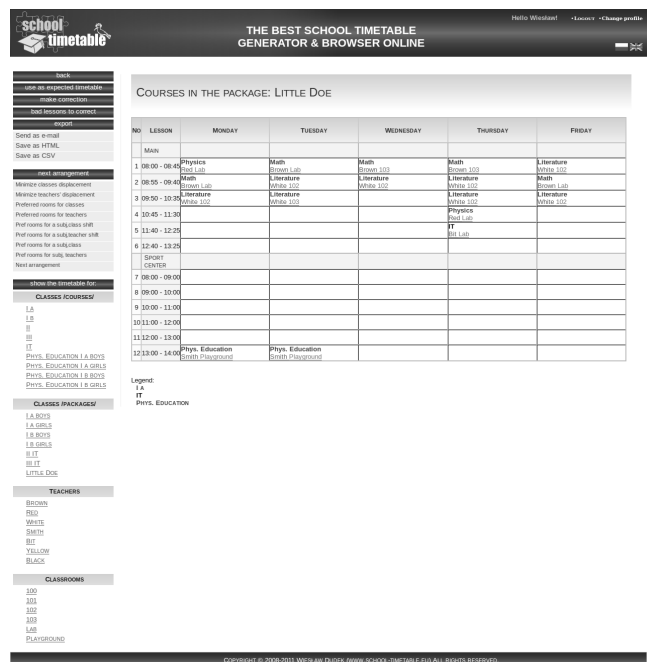 school
timetable
THE BEST SCHOOL TIMETABLE
GENERATOR & BROWSER ONLINE
Hello Wiesław! •Logout •Change profile
back
use as expected timetable
make correction
bad lessons to correct
export
Send as e-mail
Save as HTML
Save as CSV
next arrangement
Minimize classes displacement
Minimize teachers' displacement
Preferred rooms for classes
Preferred rooms for teachers
Pref rooms for a subj,class shift
Pref rooms for a subj,teacher shift
Pref rooms for a subj,class
Pref rooms for subj, teachers
Next arrangement
show the timetable for:
CLASSES /COURSES/
I A
I B
II
III
IT
PHYS. EDUCATION I A BOYS
PHYS. EDUCATION I A GIRLS
PHYS. EDUCATION I B BOYS
PHYS. EDUCATION I B GIRLS
CLASSES /PACKAGES/
I A BOYS
I A GIRLS
I B BOYS
I B GIRLS
II IT
III IT
LITTLE DOE
TEACHERS
BROWN
RED
WHITE
SMITH
BIT
YELLOW
BLACK
CLASSROOMS
100
101
102
103
LAB
PLAYGROUND
COURSES IN THE PACKAGE: LITTLE DOE
NO LESSON MONDAY TUESDAY WEDNESDAY THURSDAY FRIDAY
MAIN
1 08:00 - 08:45 Physics Math Math Math Literature
Red Lab Brown Lab Brown 103 Brown 103 White 102
2 08:55 - 09:40 Math Literature Literature Literature Math
Brown Lab White 102 White 102 White 102 Brown Lab
3 09:50 - 10:35 Literature Literature Literature Literature
White 102 White 103 White 102 White 102
4 10:45 - 11:30 Physics
Red Lab
5 11:40 - 12:25 IT
Bit Lab
6 12:40 - 13:25
SPORT
CENTER
7 08:00 - 09:00
8 09:00 - 10:00
9 10:00 - 11:00
10 11:00 - 12:00
11 12:00 - 13:00
12 13:00 - 14:00 Phys. Education Phys. Education
Smith Playground Smith Playground
Legend:
I A
IT
PHYS. EDUCATION
COPYRIGHT © 2008-2011 WIESŁAW DUDEK (WWW.SCHOOL-TIMETABLE.EU) ALL RIGHTS RESERVED